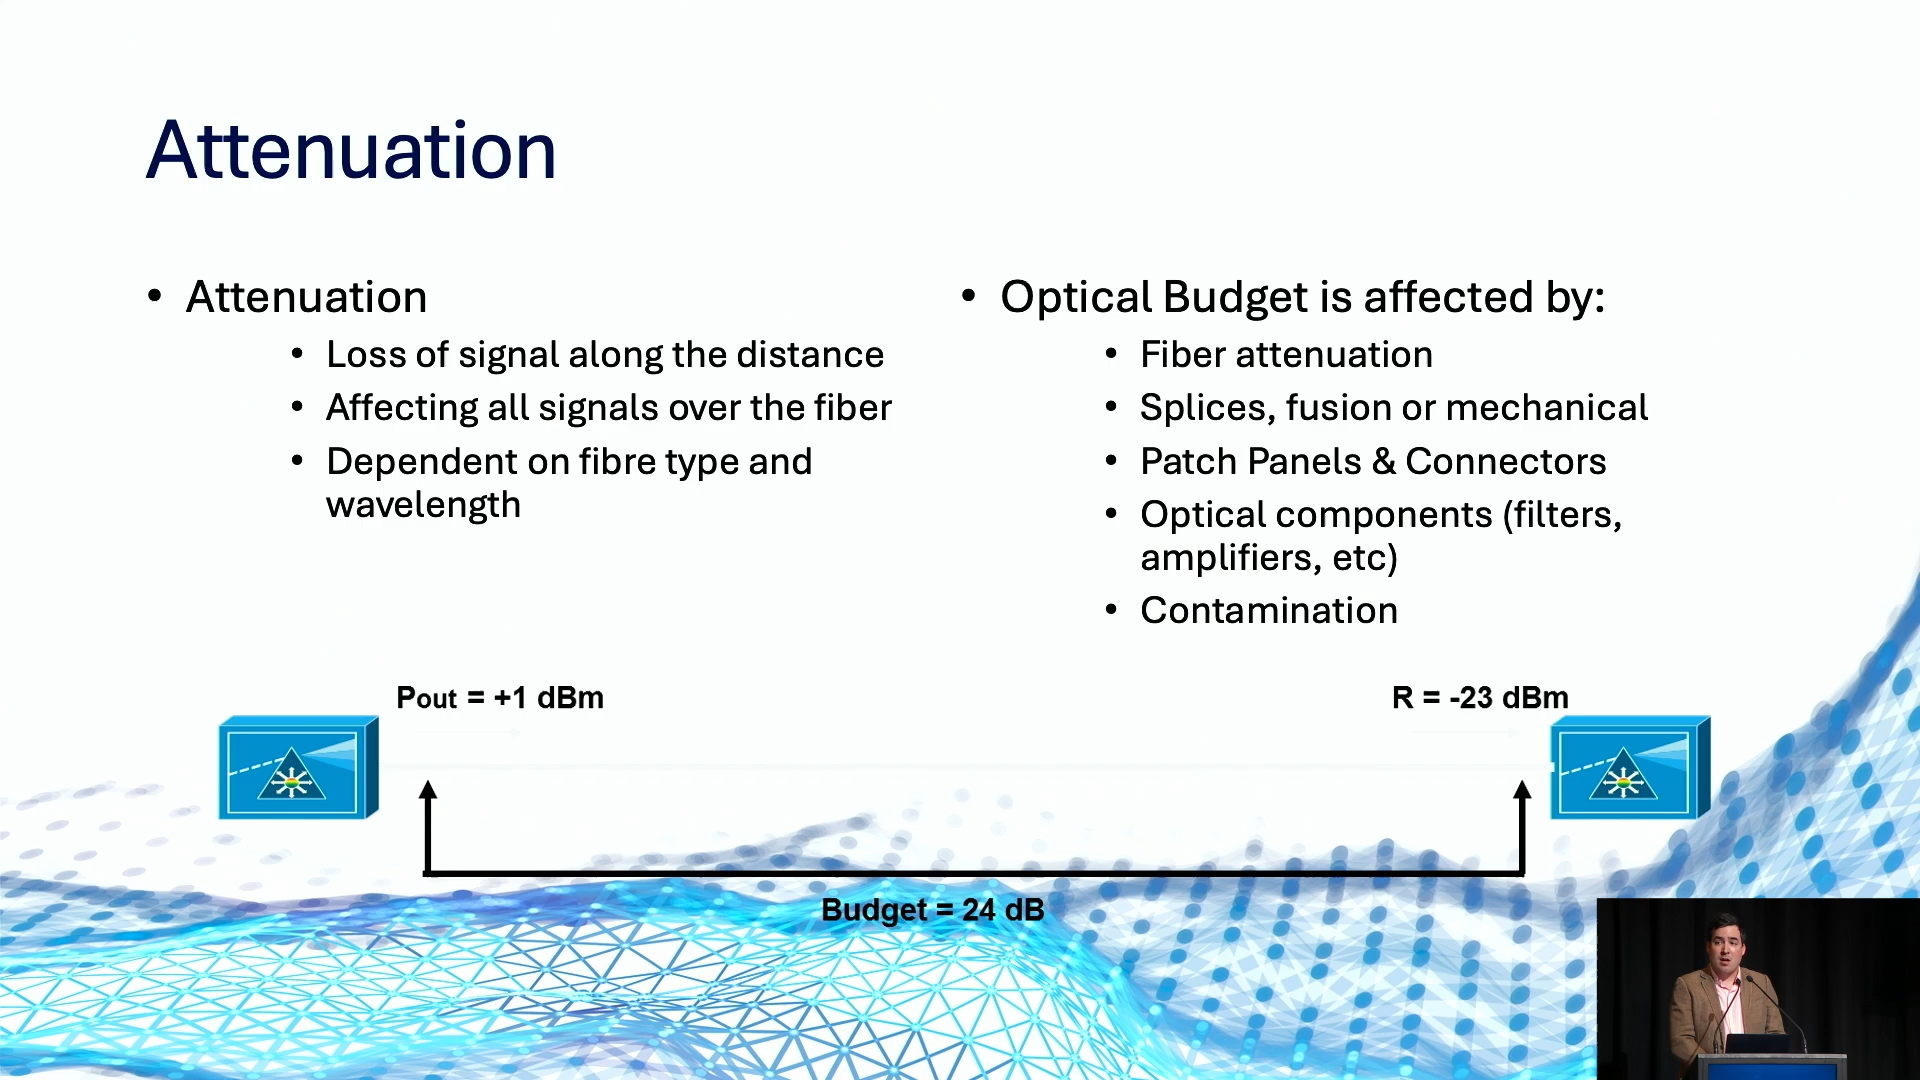 Attenuation
• Attenuation
• Loss of signal along the distance
• Affecting all signals over the fiber
• Dependent on fibre type and
wavelength
• Optical Budget is affected by:
• Fiber attenuation
• Splices, fusion or mechanical
• Patch Panels & Connectors
• Optical components (filters,
amplifiers, etc)
• Contamination
Pout = +1 dBm
R = -23 dBm
Budget = 24 dB